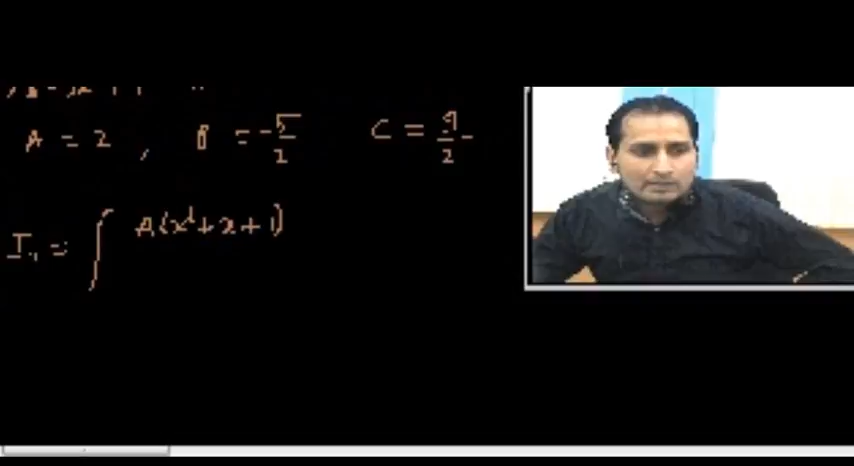 A = 2 , B = -5/2 C = 9/2
I₁ = ∫ A(x²+x+1)